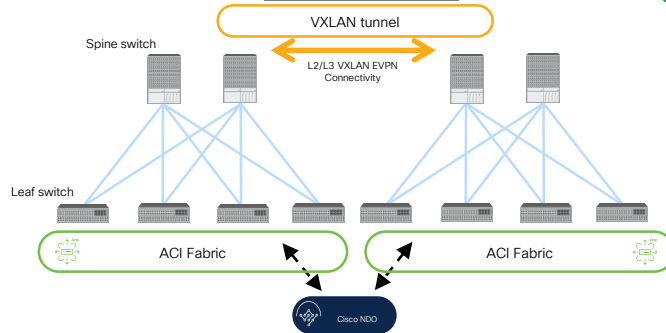 VXLAN tunnel
Spine switch
L2/L3 VXLAN EVPN
Connectivity
Leaf switch
ACI Fabric
ACI Fabric
Cisco NDO